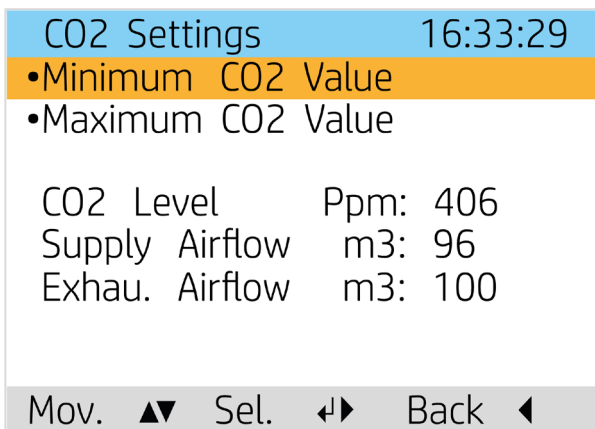 CO2 Settings 16:33:29
•Minimum CO2 Value
•Maximum CO2 Value
CO2 Level Ppm: 406
Supply Airflow m3: 96
Exhau. Airflow m3: 100
Mov. ▲▼ Sel. ↲▶ Back ◀